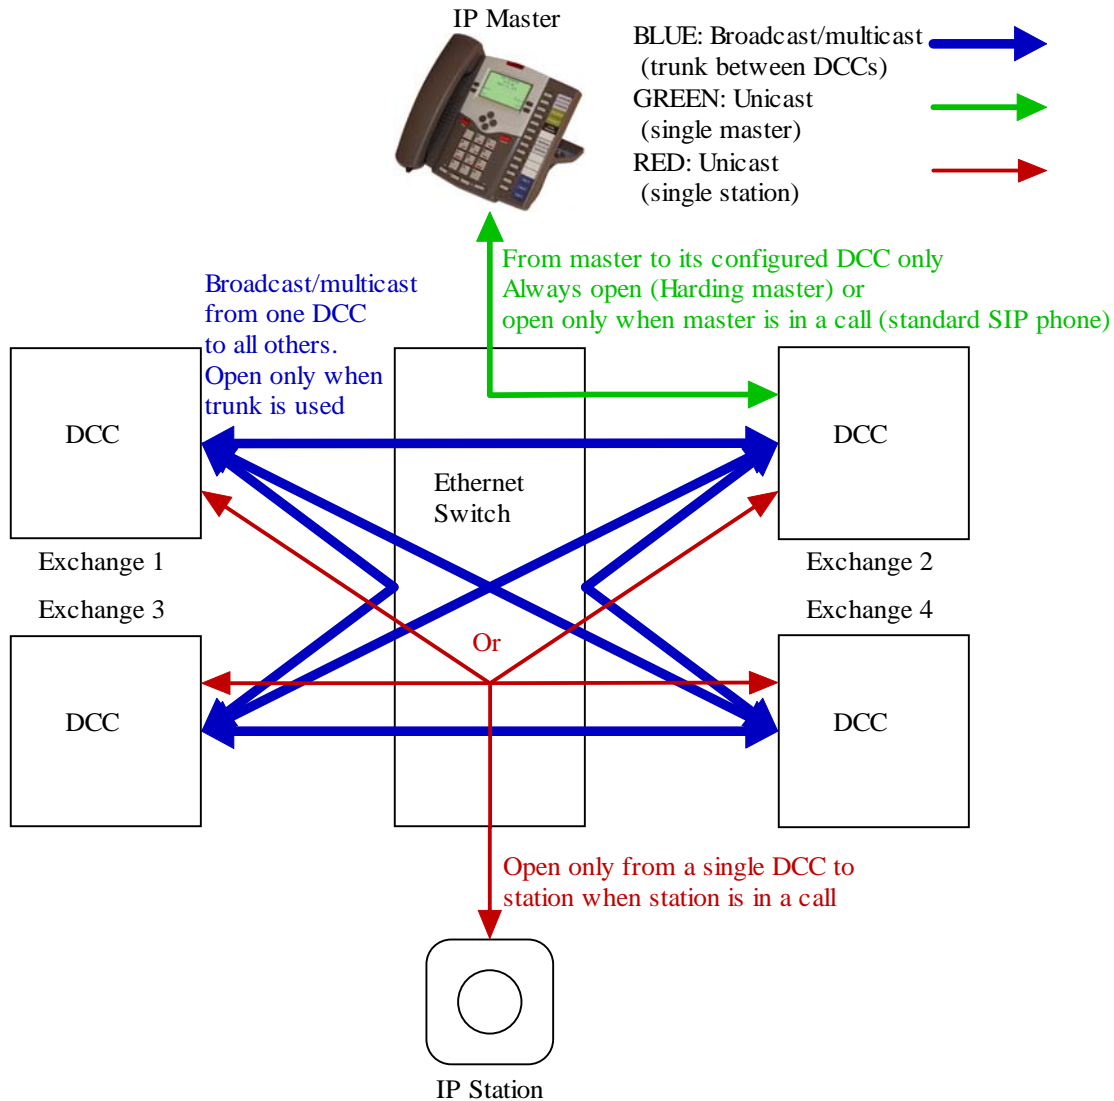 IP Master
BLUE: Broadcast/multicast
(trunk between DCCs)
GREEN: Unicast
(single master)
RED: Unicast
(single station)
From master to its configured DCC only
Always open (Harding master) or
open only when master is in a call (standard SIP phone)
Broadcast/multicast
from one DCC
to all others.
Open only when
trunk is used
DCC
DCC
Ethernet
Switch
Exchange 1
Exchange 2
Exchange 3
Exchange 4
Or
DCC
DCC
Open only from a single DCC to
station when station is in a call
IP Station